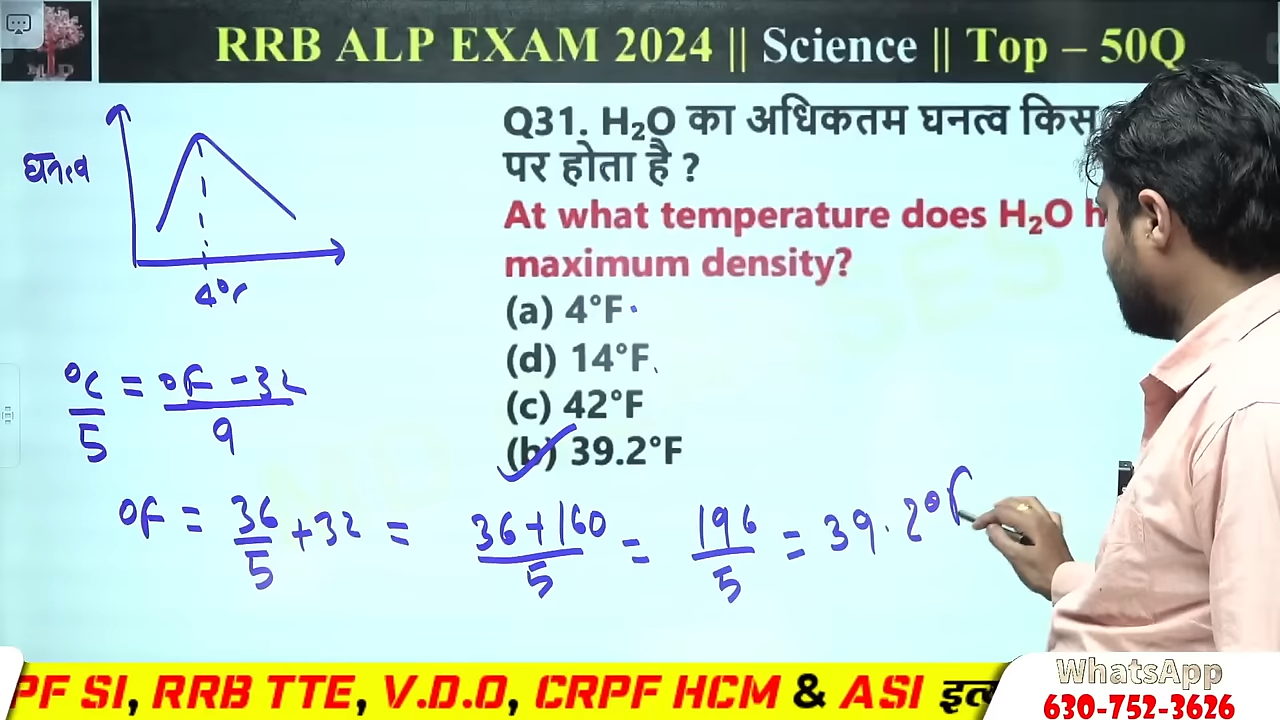 RRB ALP EXAM 2024 || Science || Top – 50Q
Q31. H₂O का अधिकतम घनत्व किस
पर होता है ?
At what temperature does H₂O h
maximum density?
(a) 4°F
(d) 14°F
(c) 42°F
(b) 39.2°F
घनत्व
4°C
°C/5 = °F - 32/9
°F = 36/5 + 32 = 36+160/5 = 196/5 = 39.2°F
PF SI, RRB TTE, V.D.O, CRPF HCM & ASI इत्य
WhatsApp
630-752-3626